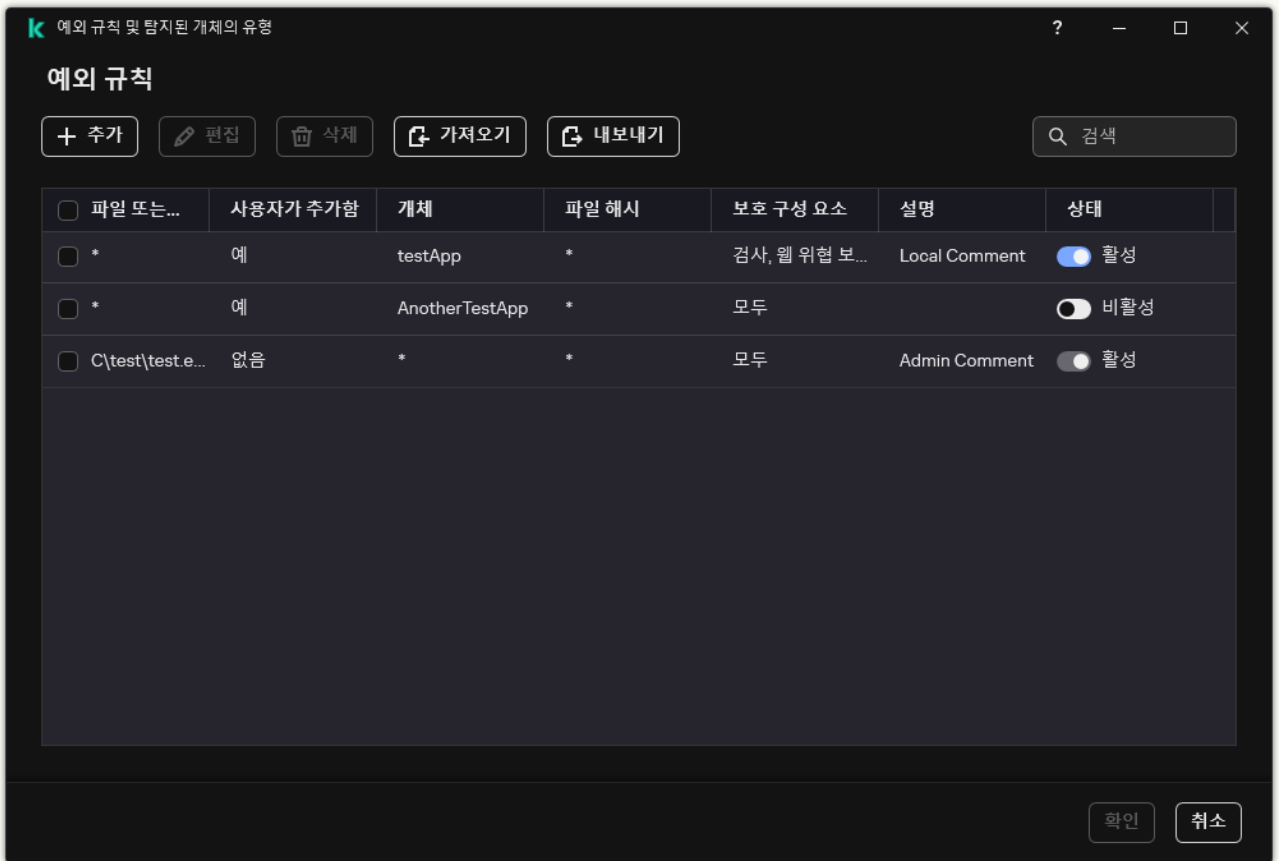 예외 규칙 및 탐지된 개체의 유형 ?
예외 규칙
추가 편집 삭제 가져오기 내보내기 검색
파일 또는... 사용자가 추가함 개체 파일 해시 보호 구성 요소 설명 상태
* 예 testApp * 검사, 웹 위협 보... Local Comment 활성
* 예 AnotherTestApp * 모두 비활성
C\test\test.e... 없음 * * 모두 Admin Comment 활성
확인 취소